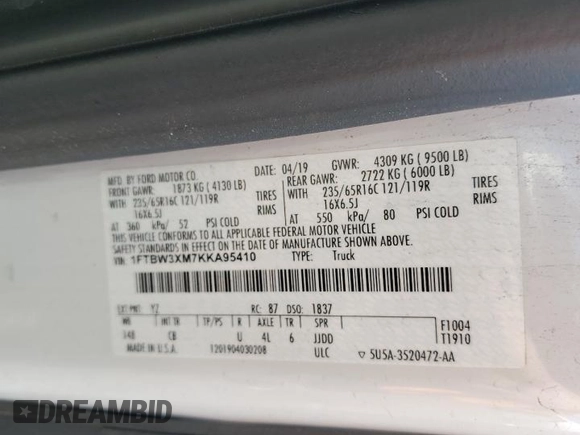 MFD BY FORD MOTOR CO.
DATE: 04/19 GVWR: 4309 KG ( 9500 LB)
FRONT GAWR: 1873 KG ( 4130 LB) REAR GAWR: 2722 KG ( 6000 LB)
WITH 235/65R16C 121/119R TIRES WITH 235/65R16C 121/119R TIRES
16X6.5J RIMS 16X6.5J RIMS
AT 360 kPa/ 52 PSI COLD AT 550 kPa/ 80 PSI COLD
THIS VEHICLE CONFORMS TO ALL APPLICABLE FEDERAL MOTOR VEHICLE
SAFETY STANDARDS IN EFFECT ON THE DATE OF MANUFACTURE SHOWN ABOVE.
VIN: 1FTBW3XM7KKA95410 TYPE: Truck
EXT PNT: YZ RC: 87 DSO: 1837
WB INT TR TP/PS R AXLE TR SPR F1004
148 CB U 4L 6 JJDD T1910
MADE IN U.S.A. 1201904030208 ULC ▽ 5U5A-3520472-AA
DREAMBID